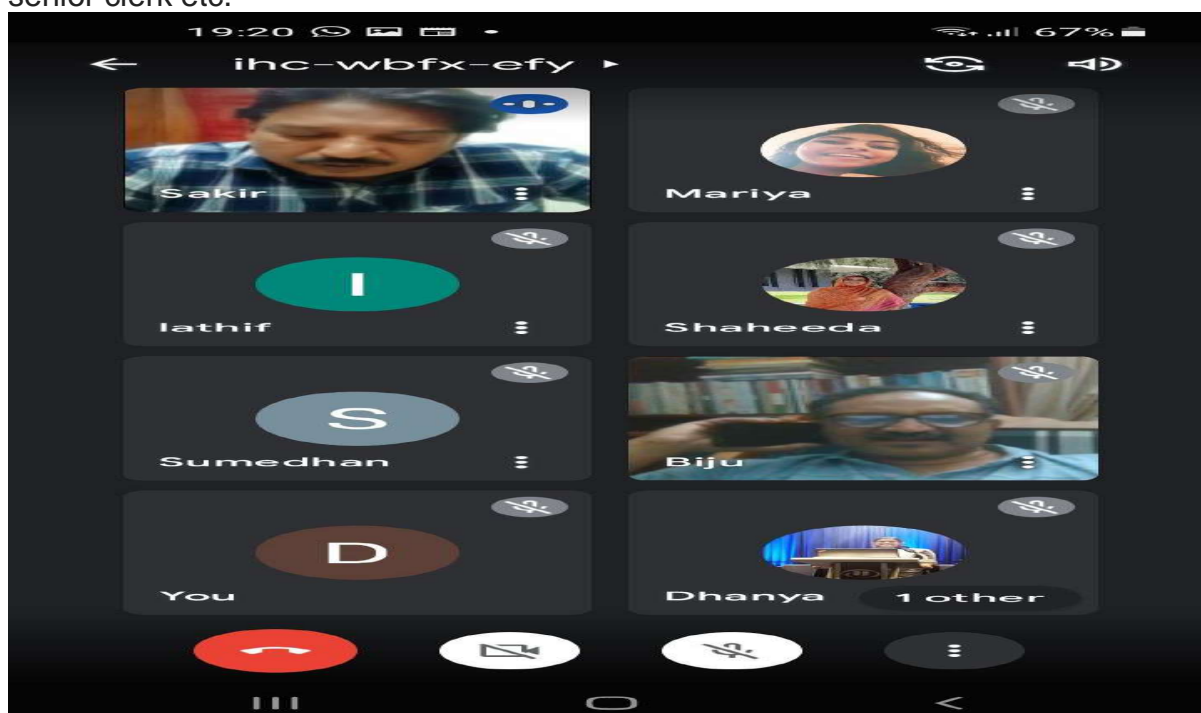 senior clerk etc.
19:20 67%
ihc-wbfx-efy
Sakir Mariya
I
lathif Shaheeda
S
Sumedhan Biju
D
You Dhanya 1 other